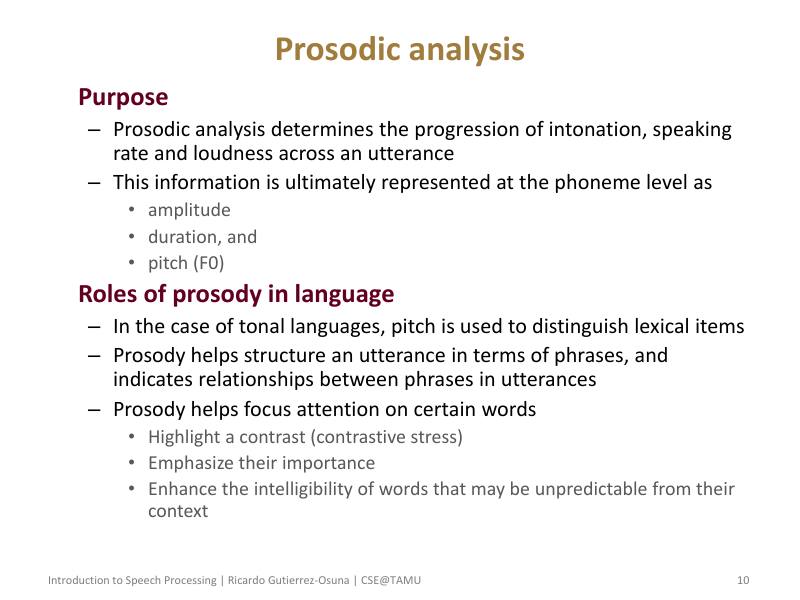 Prosodic analysis
Purpose
– Prosodic analysis determines the progression of intonation, speaking
rate and loudness across an utterance
– This information is ultimately represented at the phoneme level as
• amplitude
• duration, and
• pitch (F0)
Roles of prosody in language
– In the case of tonal languages, pitch is used to distinguish lexical items
– Prosody helps structure an utterance in terms of phrases, and
indicates relationships between phrases in utterances
– Prosody helps focus attention on certain words
• Highlight a contrast (contrastive stress)
• Emphasize their importance
• Enhance the intelligibility of words that may be unpredictable from their
context
Introduction to Speech Processing | Ricardo Gutierrez-Osuna | CSE@TAMU 10